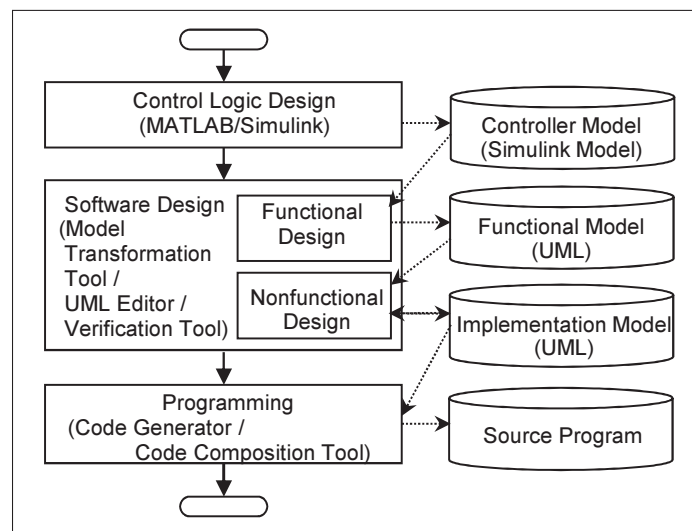 Control Logic Design
(MATLAB/Simulink)
Controller Model
(Simulink Model)
Software Design
(Model
Transformation
Tool /
UML Editor /
Verification Tool)
Functional
Design
Functional Model
(UML)
Nonfunctional
Design
Implementation Model
(UML)
Programming
(Code Generator /
Code Composition Tool)
Source Program